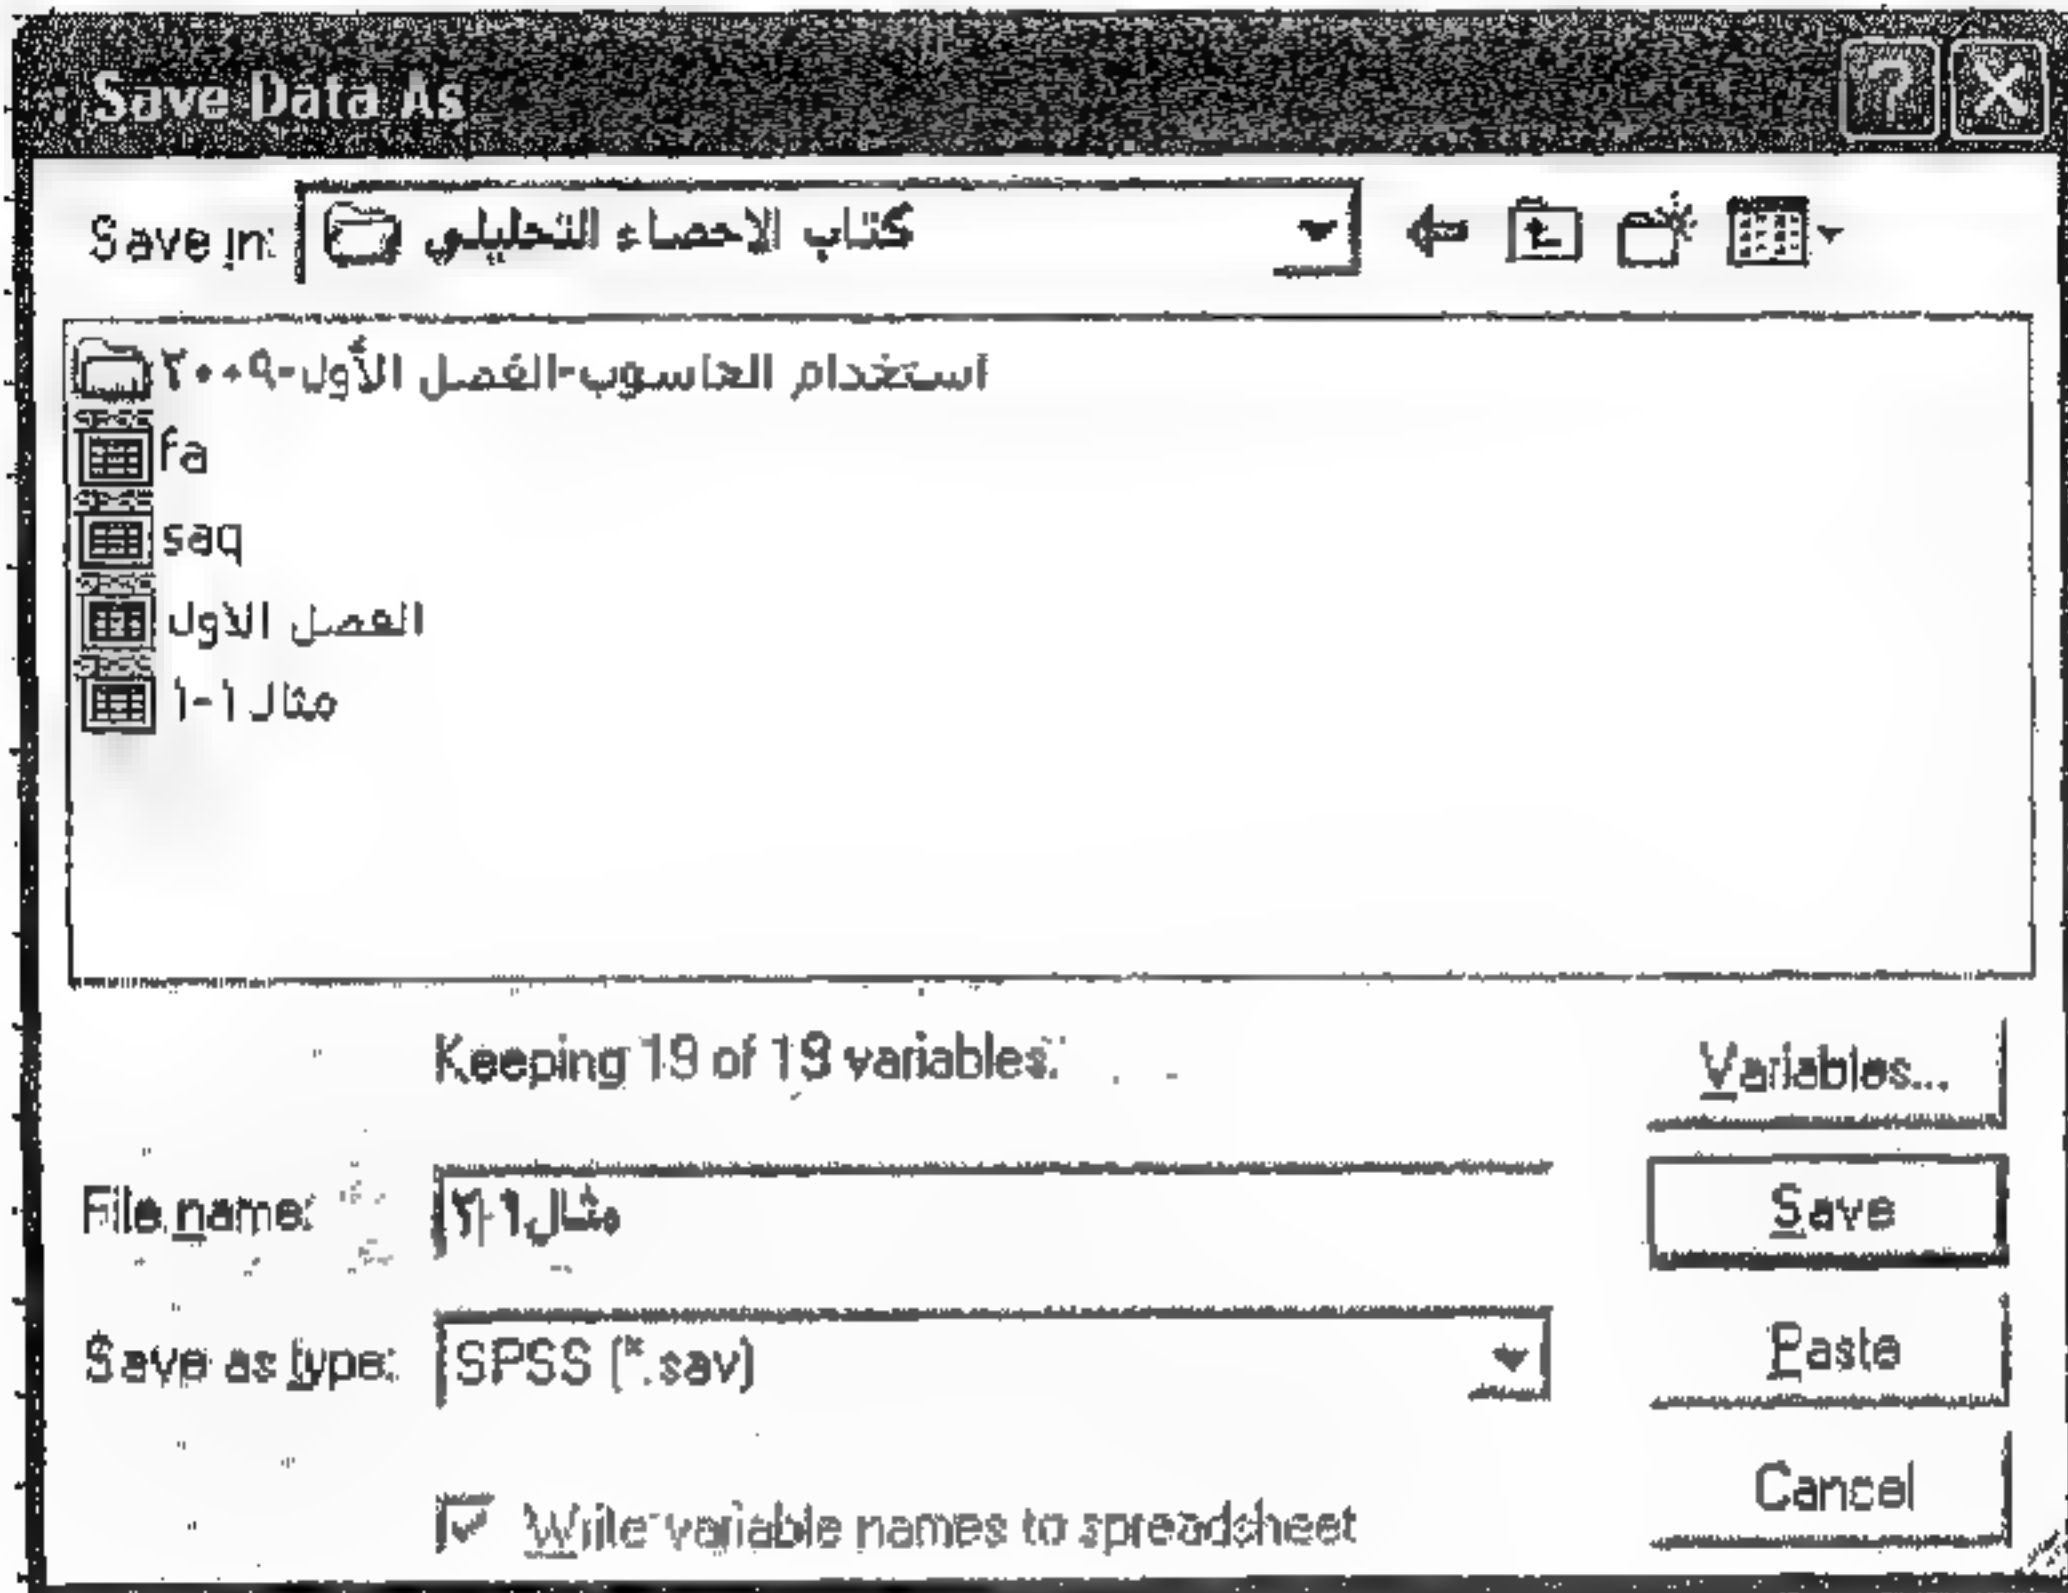 Save Data As
Save in: كتاب الاحصاء التحليلي
استخدام الحاسوب-الفصل الأول-٢٠٠٩
fa
saq
الفصل الاول
مثال ١-١
Keeping 19 of 19 variables.
Variables...
File name: مثال١-٢
Save
Save as type: SPSS (*.sav)
Paste
Cancel
Write variable names to spreadsheet